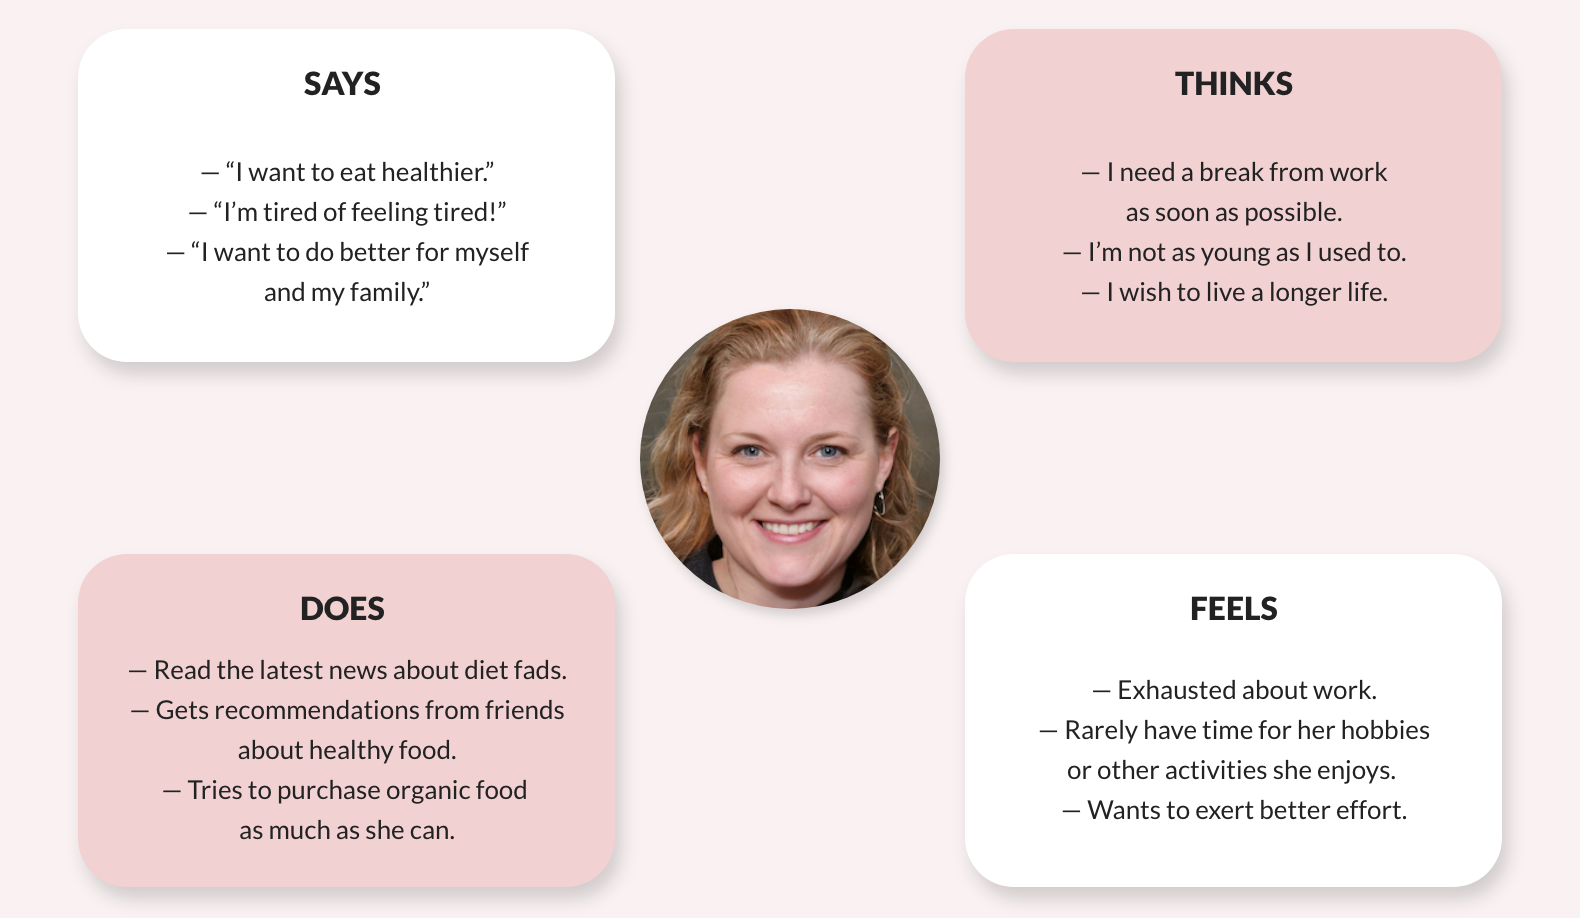 SAYS
— “I want to eat healthier.”
— “I’m tired of feeling tired!”
— “I want to do better for myself
and my family.”
THINKS
— I need a break from work
as soon as possible.
— I’m not as young as I used to.
— I wish to live a longer life.
DOES
— Read the latest news about diet fads.
— Gets recommendations from friends
about healthy food.
— Tries to purchase organic food
as much as she can.
FEELS
— Exhausted about work.
— Rarely have time for her hobbies
or other activities she enjoys.
— Wants to exert better effort.